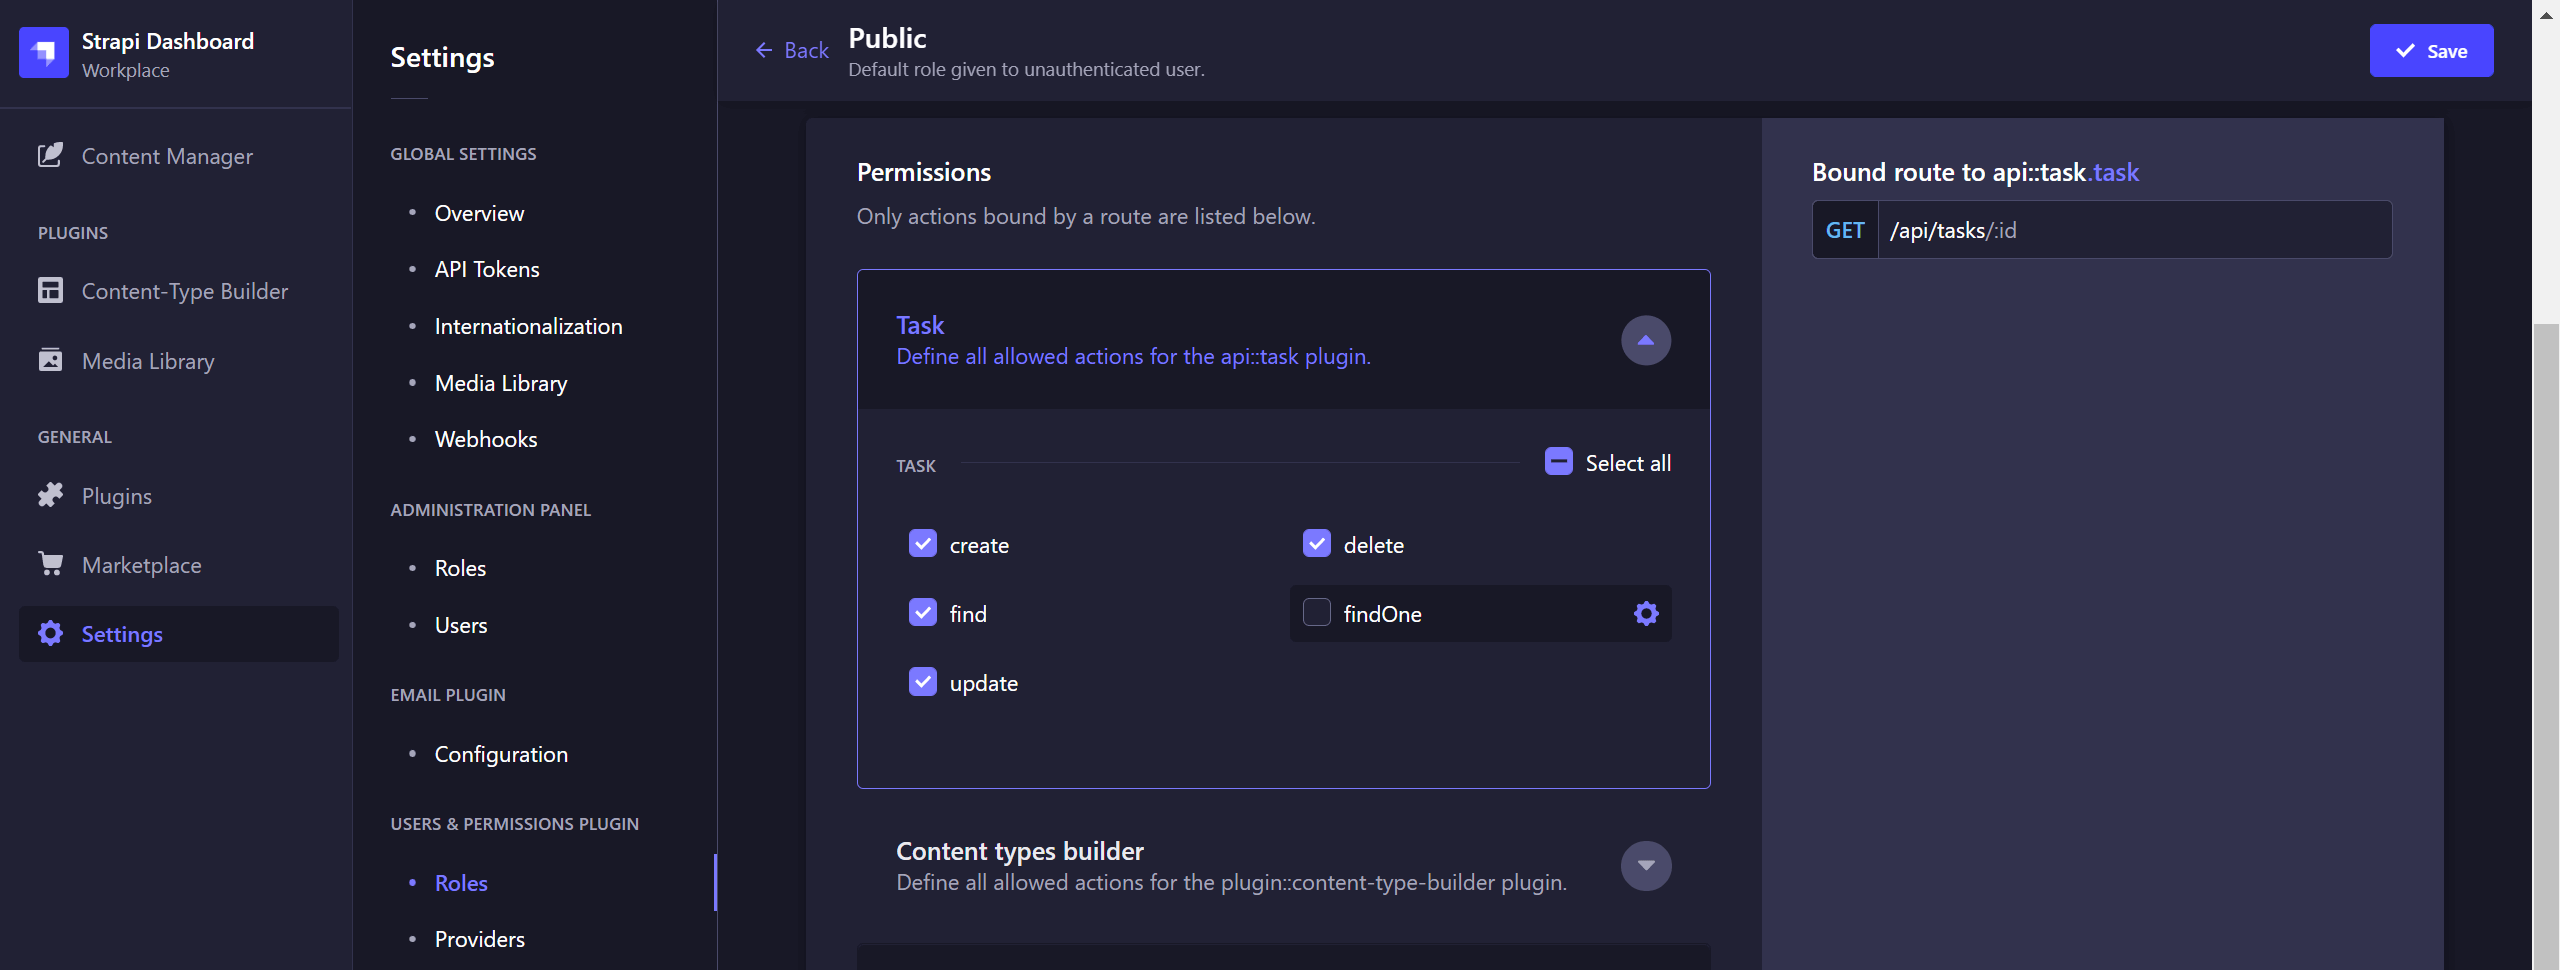 Strapi Dashboard
Workplace
Content Manager
PLUGINS
Content-Type Builder
Media Library
GENERAL
Plugins
Marketplace
Settings
Settings
GLOBAL SETTINGS
Overview
API Tokens
Internationalization
Media Library
Webhooks
ADMINISTRATION PANEL
Roles
Users
EMAIL PLUGIN
Configuration
USERS & PERMISSIONS PLUGIN
Roles
Providers
Back
Public
Default role given to unauthenticated user.
Save
Permissions
Only actions bound by a route are listed below.
Task
Define all allowed actions for the api::task plugin.
TASK
Select all
create
delete
find
findOne
update
Content types builder
Define all allowed actions for the plugin::content-type-builder plugin.
Bound route to api::task.task
GET /api/tasks/:id